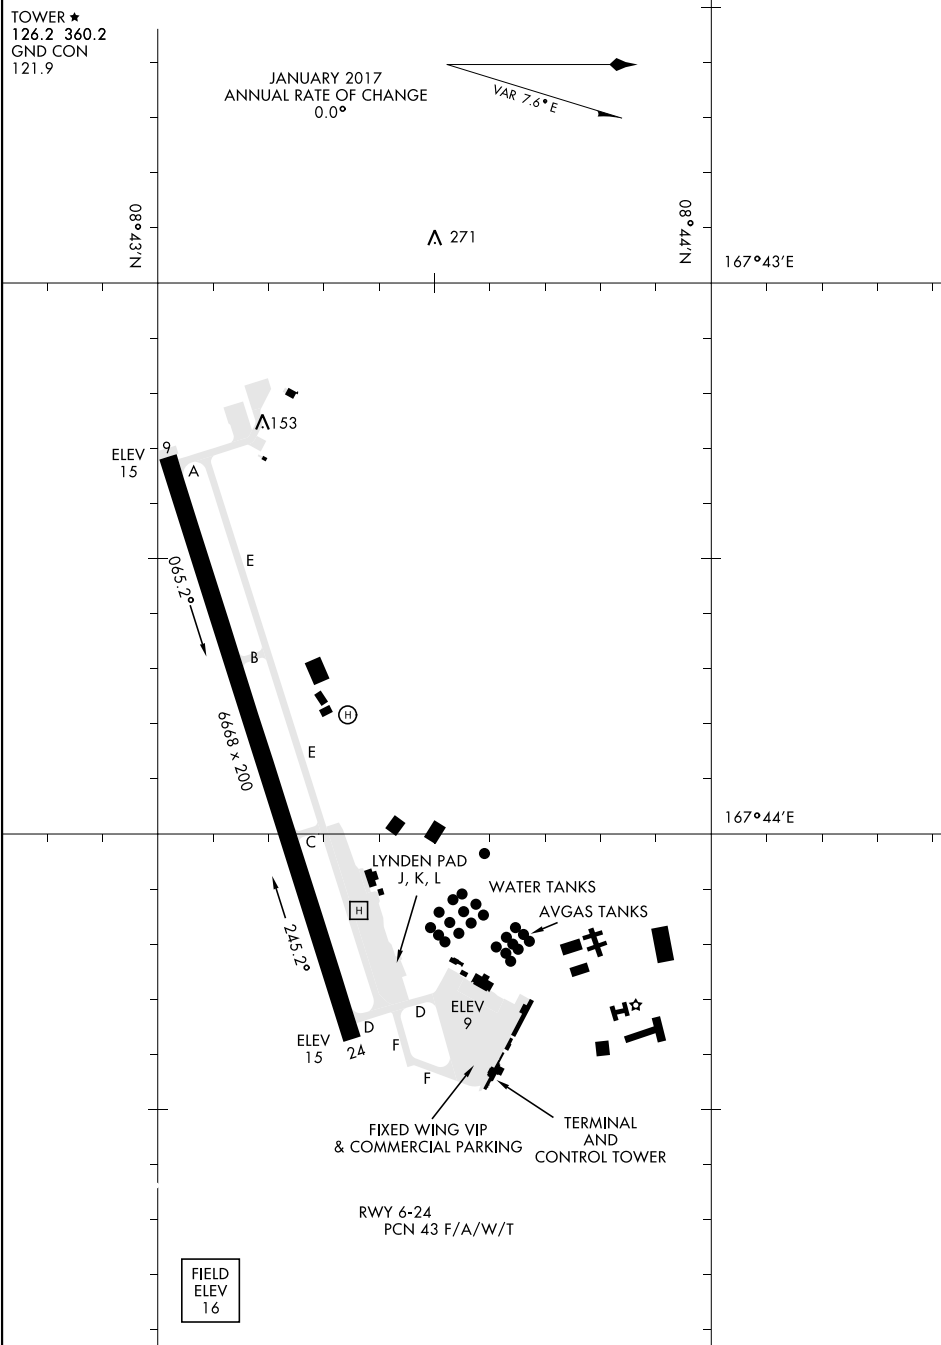 TOWER ★
126.2 360.2
GND CON
121.9
JANUARY 2017
ANNUAL RATE OF CHANGE
0.0°
VAR 7.6° E
08°43'N
08°44'N
271
167°43'E
153
9
ELEV
15
A
E
065.2°
B
H
6668 x 200
E
167°44'E
C
LYNDEN PAD
J, K, L
WATER TANKS
AVGAS TANKS
H
245.2°
ELEV
9
D
D
ELEV
15
24
F
F
FIXED WING VIP
& COMMERCIAL PARKING
TERMINAL
AND
CONTROL TOWER
RWY 6-24
PCN 43 F/A/W/T
FIELD
ELEV
16